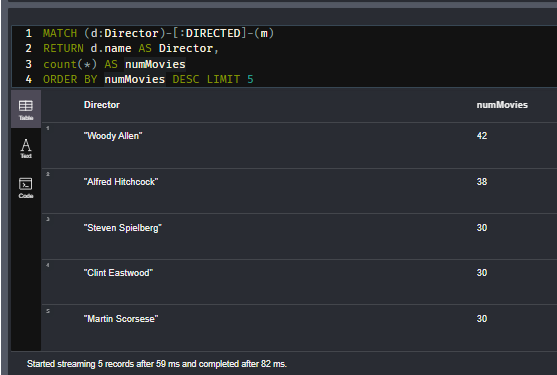 1 MATCH (d:Director)-[:DIRECTED]-(m)
2 RETURN d.name AS Director,
3 count(*) AS numMovies
4 ORDER BY numMovies DESC LIMIT 5
Table
Text
Code
Director numMovies
1 "Woody Allen" 42
2 "Alfred Hitchcock" 38
3 "Steven Spielberg" 30
4 "Clint Eastwood" 30
5 "Martin Scorsese" 30
Started streaming 5 records after 59 ms and completed after 82 ms.